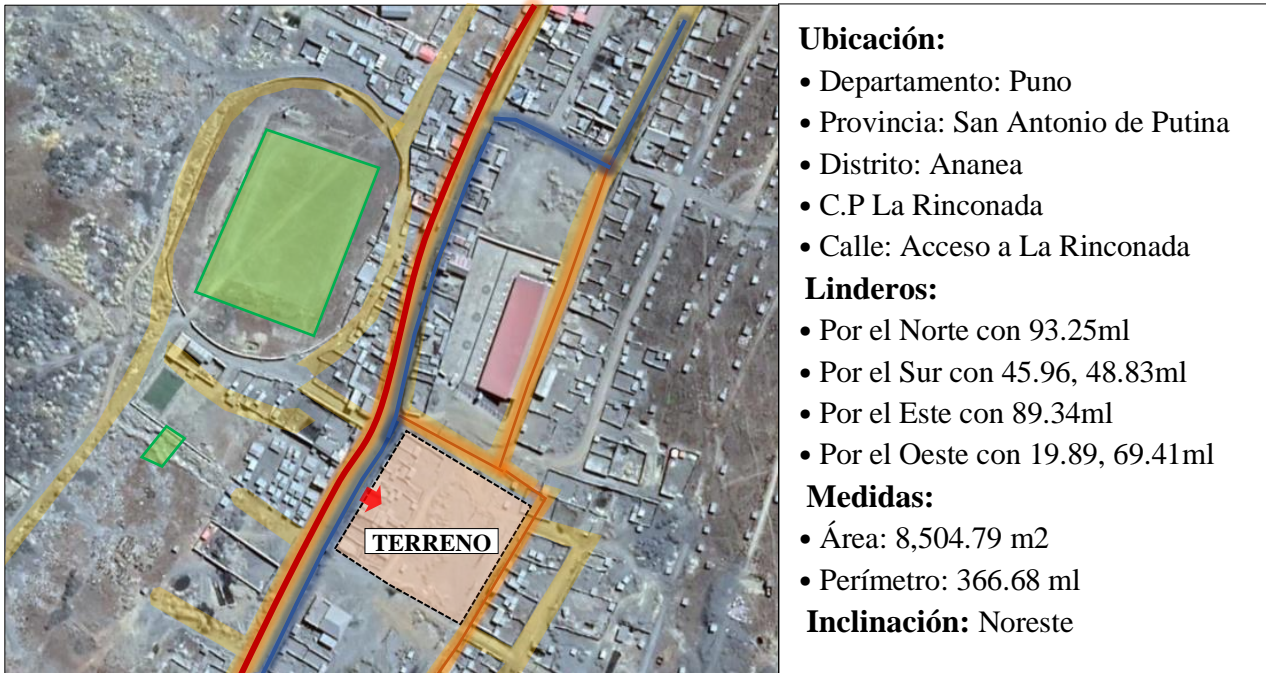 TERRENO
Ubicación:
• Departamento: Puno
• Provincia: San Antonio de Putina
• Distrito: Ananea
• C.P La Rinconada
• Calle: Acceso a La Rinconada
Linderos:
• Por el Norte con 93.25ml
• Por el Sur con 45.96, 48.83ml
• Por el Este con 89.34ml
• Por el Oeste con 19.89, 69.41ml
Medidas:
• Área: 8,504.79 m2
• Perímetro: 366.68 ml
Inclinación: Noreste